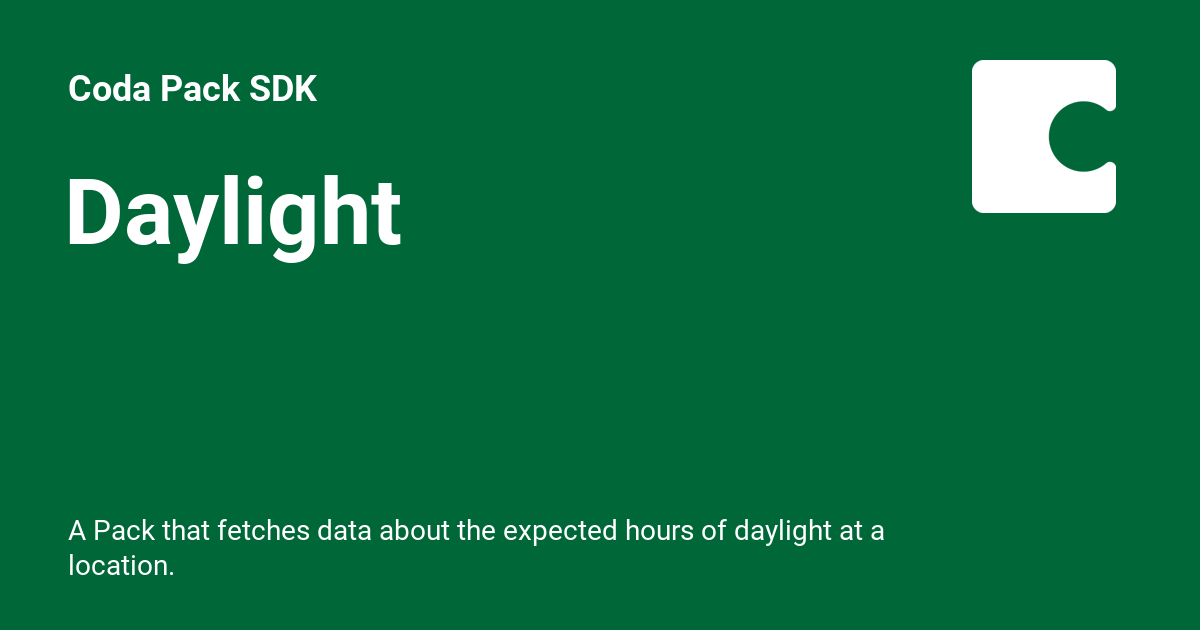 Coda Pack SDK
Daylight
A Pack that fetches data about the expected hours of daylight at a
location.